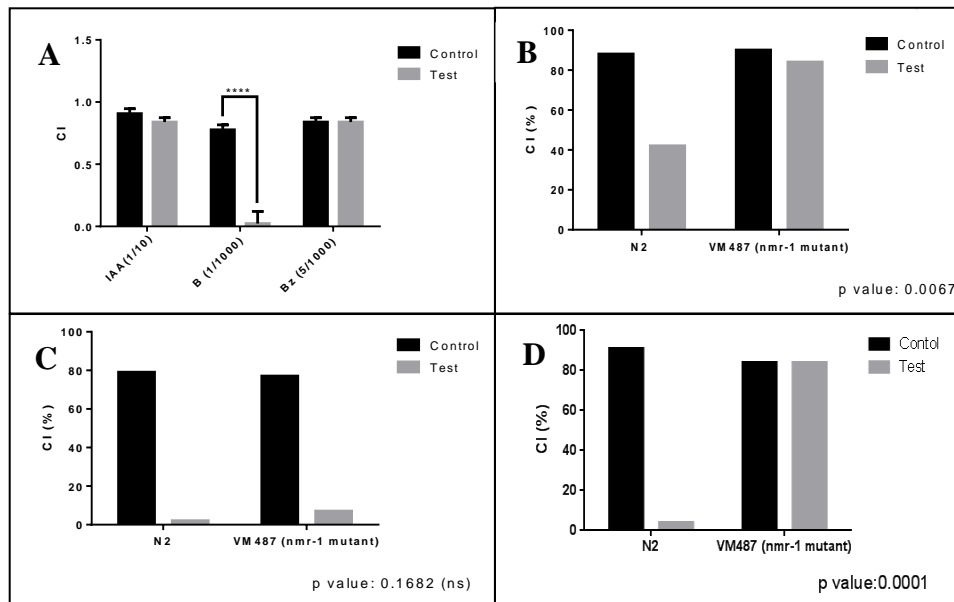 A
1.5
1.0
0.5
0.0
CI
Control
Test
****
IAA (1/10)
B (1/1000)
Bz (5/1000)
B
100
80
60
40
20
0
CI (%)
Control
Test
N2
VM487 (nmr-1 mutant)
p value: 0.0067
C
100
80
60
40
20
0
CI (%)
Control
Test
N2
VM487 (nmr-1 mutant)
p value: 0.1682 (ns)
D
100
80
60
40
20
0
CI (%)
Contol
Test
N2
VM487 (nmr-1 mutant)
p value:0.0001